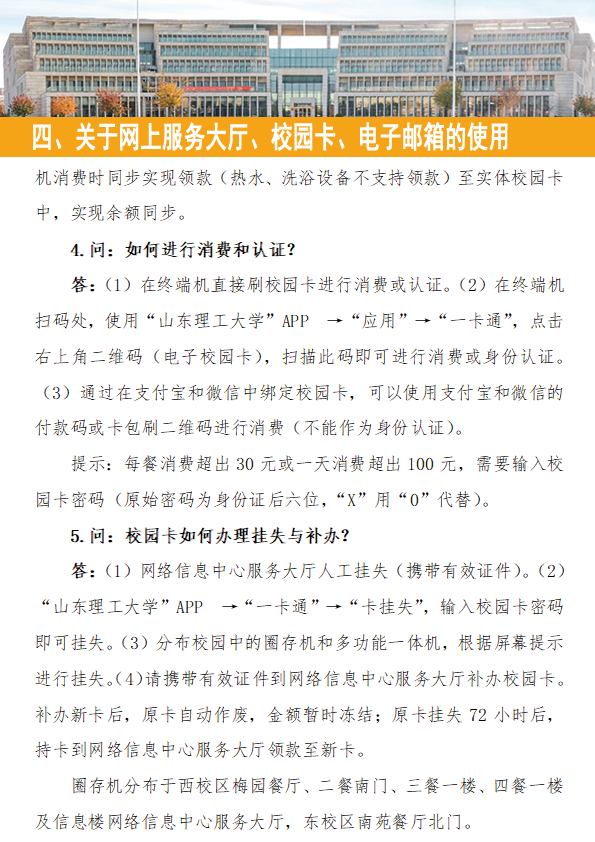 四、关于网上服务大厅、校园卡、电子邮箱的使用
机消费时同步实现领款（热水、洗浴设备不支持领款）至实体校园卡
中，实现余额同步。
4.问：如何进行消费和认证？
答：（1）在终端机直接刷校园卡进行消费或认证。（2）在终端机
扫码处，使用“山东理工大学”APP →“应用”→“一卡通”，点击
右上角二维码（电子校园卡），扫描此码即可进行消费或身份认证。
（3）通过在支付宝和微信中绑定校园卡，可以使用支付宝和微信的
付款码或卡包刷二维码进行消费（不能作为身份认证）。
提示：每餐消费超出 30 元或一天消费超出 100 元，需要输入校
园卡密码（原始密码为身份证后六位，“X”用“0”代替）。
5.问：校园卡如何办理挂失与补办？
答：（1）网络信息中心服务大厅人工挂失（携带有效证件）。（2）
“山东理工大学”APP →“一卡通”→“卡挂失”，输入校园卡密码
即可挂失。（3）分布校园中的圈存机和多功能一体机，根据屏幕提示
进行挂失。（4）请携带有效证件到网络信息中心服务大厅补办校园卡。
补办新卡后，原卡自动作废，金额暂时冻结；原卡挂失 72 小时后，
持卡到网络信息中心服务大厅领款至新卡。
圈存机分布于西校区梅园餐厅、二餐南门、三餐一楼、四餐一楼
及信息楼网络信息中心服务大厅，东校区南苑餐厅北门。